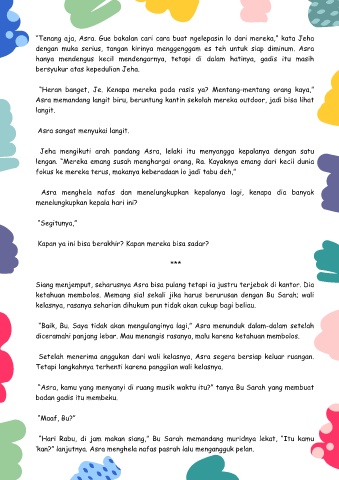 "Tenang aja, Asra. Gue bakalan cari cara buat ngelepasin lo dari mereka," kata Jeha
dengan muka serius, tangan kirinya menggenggam es teh untuk siap diminum. Asra
hanya mendengus kecil mendengarnya, tetapi di dalam hatinya, gadis itu masih
bersyukur atas kepedulian Jeha.
"Heran banget, Je. Kenapa mereka pada rasis ya? Mentang-mentang orang kaya,"
Asra memandang langit biru, beruntung kantin sekolah mereka outdoor, jadi bisa lihat
langit.
Asra sangat menyukai langit.
Jeha mengikuti arah pandang Asra, lelaki itu menyangga kepalanya dengan satu
lengan. "Mereka emang susah menghargai orang, Ra. Kayaknya emang dari kecil dunia
fokus ke mereka terus, makanya keberadaan lo jadi tabu deh,"
Asra menghela nafas dan menelungkupkan kepalanya lagi, kenapa dia banyak
menelungkupkan kepala hari ini?
"Segitunya,"
Kapan ya ini bisa berakhir? Kapan mereka bisa sadar?
***
Siang menjemput, seharusnya Asra bisa pulang tetapi ia justru terjebak di kantor. Dia
ketahuan membolos. Memang sial sekali jika harus berurusan dengan Bu Sarah; wali
kelasnya, rasanya seharian dihukum pun tidak akan cukup bagi beliau.
"Baik, Bu. Saya tidak akan mengulanginya lagi," Asra menunduk dalam-dalam setelah
diceramahi panjang lebar. Mau menangis rasanya, malu karena ketahuan membolos.
Setelah menerima anggukan dari wali kelasnya, Asra segera bersiap keluar ruangan.
Tetapi langkahnya terhenti karena panggilan wali kelasnya.
"Asra, kamu yang menyanyi di ruang musik waktu itu?" tanya Bu Sarah yang membuat
badan gadis itu membeku.
"Maaf, Bu?"
"Hari Rabu, di jam makan siang," Bu Sarah memandang muridnya lekat, "Itu kamu
'kan?" lanjutnya. Asra menghela nafas pasrah lalu mengangguk pelan.